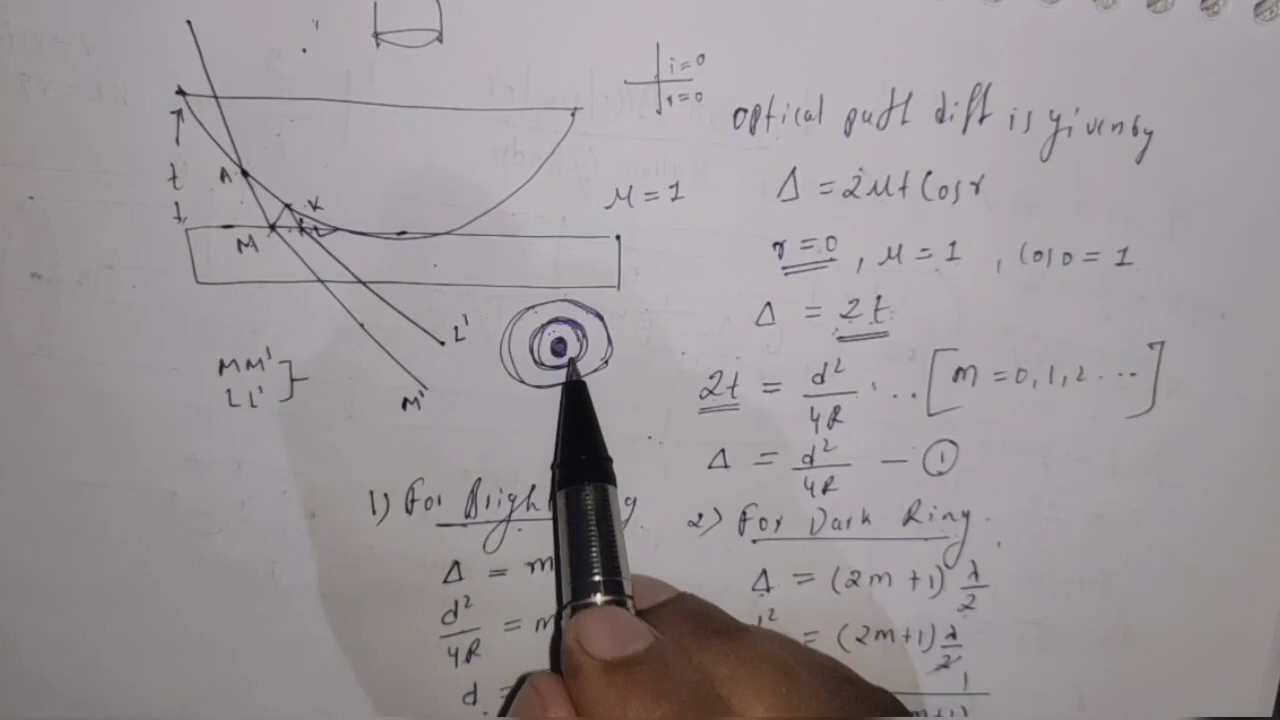 i=0
r=0
t
A
K
L
M
L'
M'
MM'
LL'
μ = 1
optical path diff is given by
Δ = 2μt Cos r
r = 0 , μ = 1 , Cos 0 = 1
Δ = 2t
2t = d²/4R ... [m = 0, 1, 2 ...]
Δ = d²/4R — ①
1) For Brigh
Δ = m
d²/4R = m
d =
2) For Dark Ring.
Δ = (2m + 1) λ/2
= (2m+1) λ/2